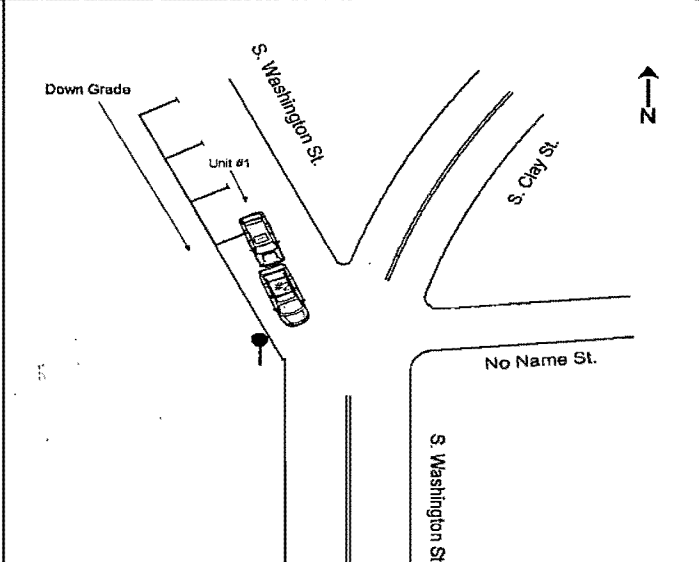 S. Washington St.
Down Grade
N
Unit #1
S. Clay St.
No Name St.
S. Washington St